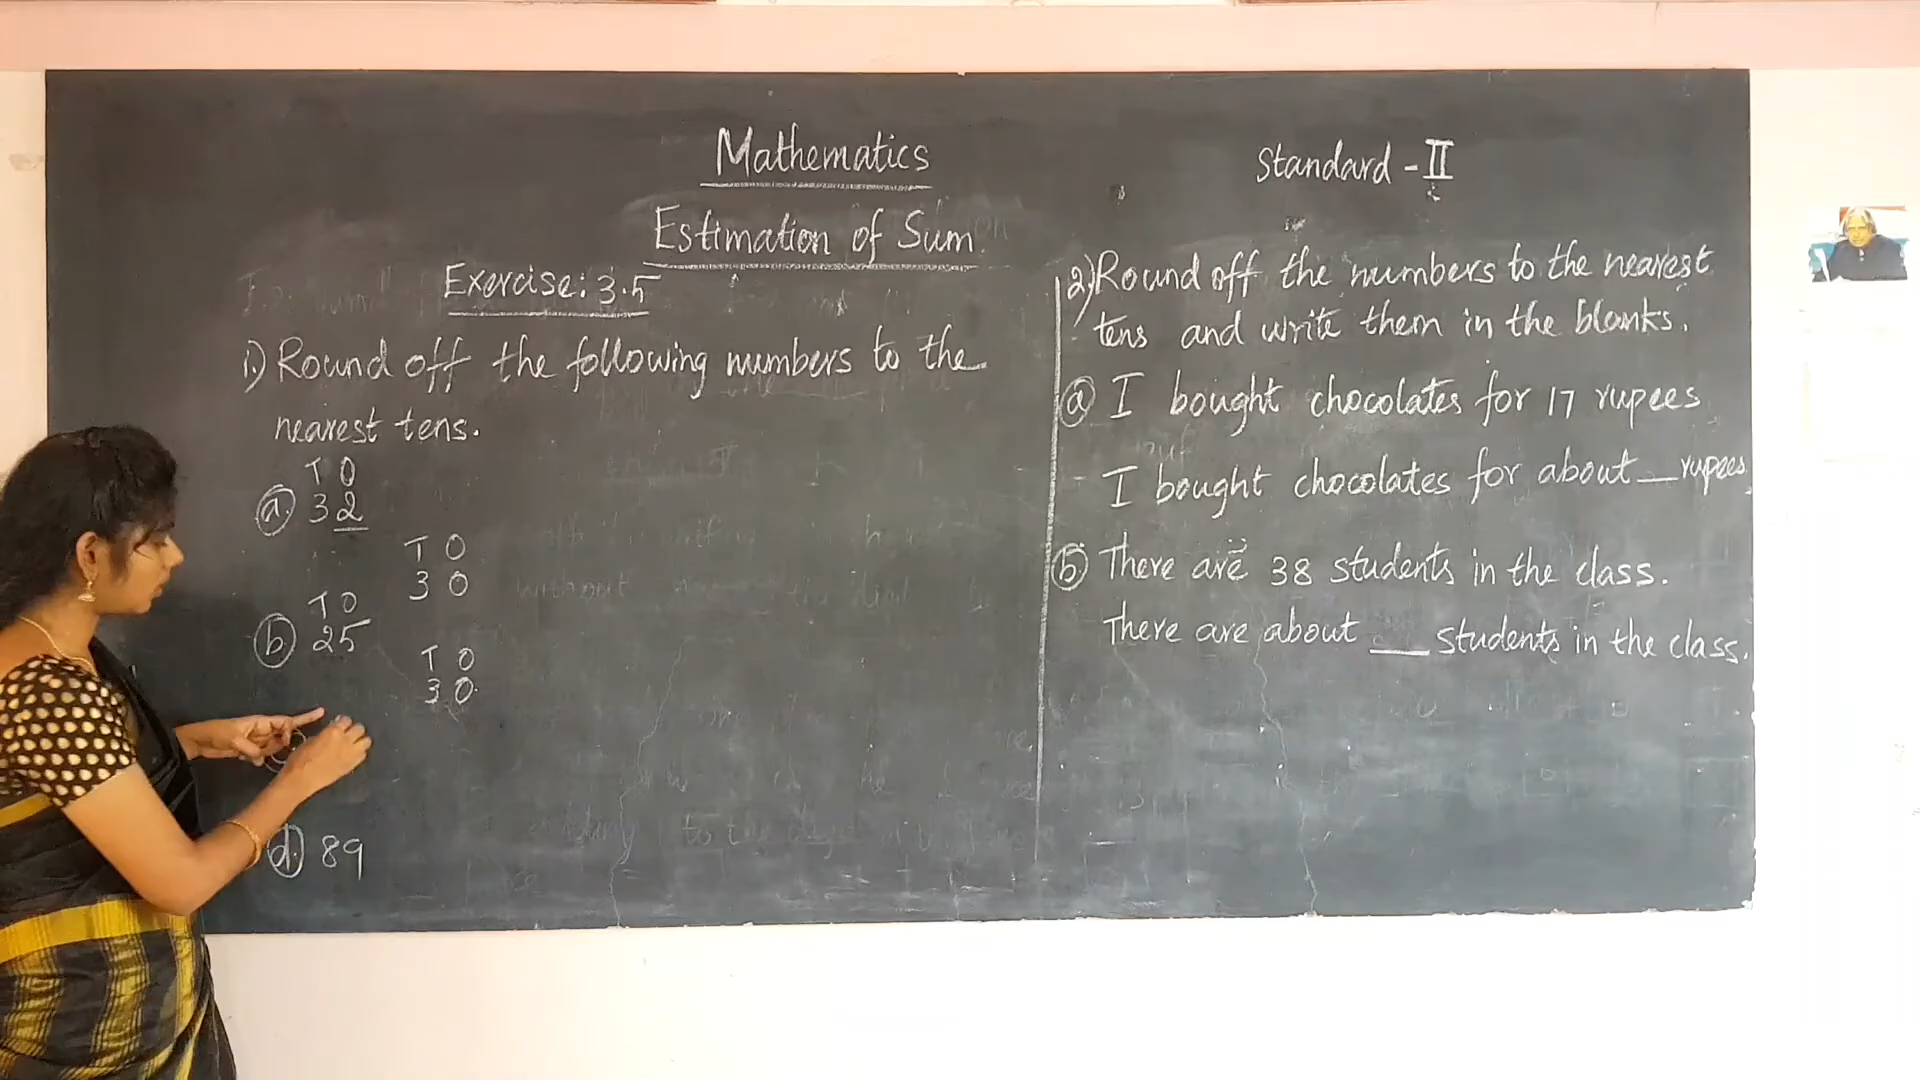 Mathematics
Standard - II
Estimation of Sum
Exercise: 3.5
1.) Round off the following numbers to the
nearest tens.
T O
a. 32
T O
3 0
T O
b 25
T O
3 0
d. 89
2) Round off the numbers to the nearest
tens and write them in the blanks.
a I bought chocolates for 17 rupees
I bought chocolates for about __ rupees.
b There are 38 students in the class.
There are about __ students in the class.